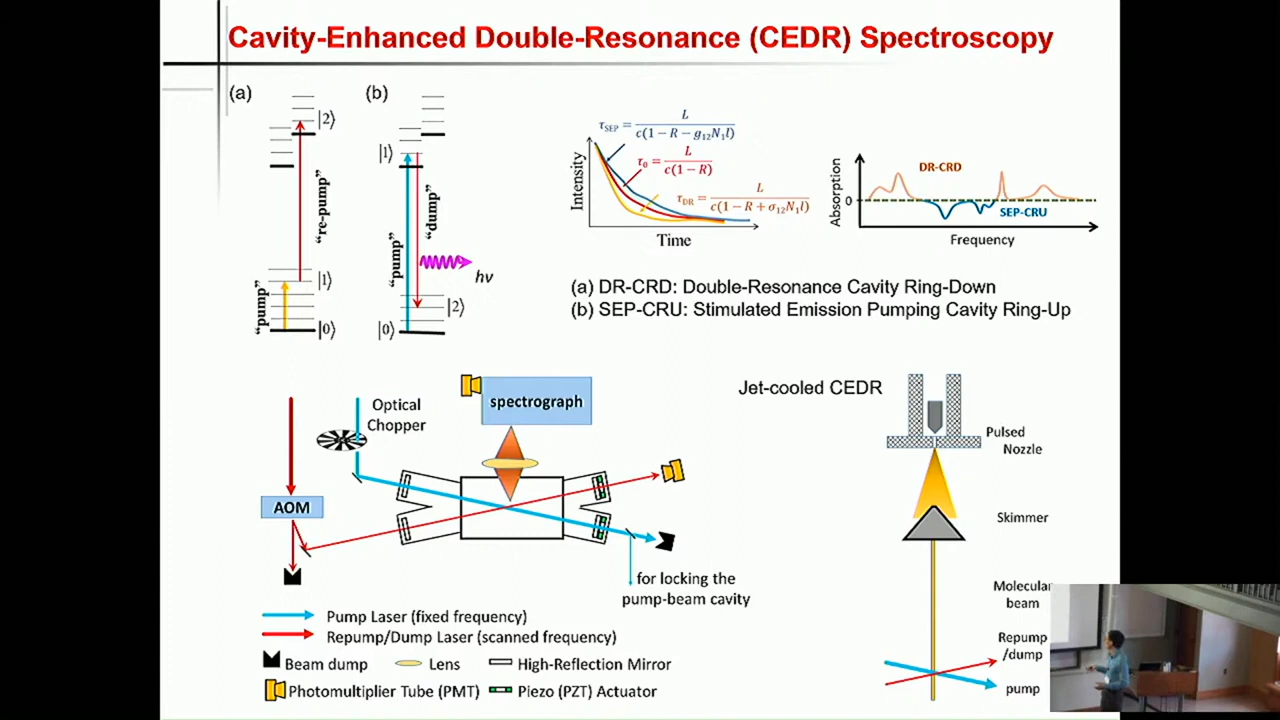 Cavity-Enhanced Double-Resonance (CEDR) Spectroscopy
(a)
(b)
|2⟩
|1⟩
"re-pump"
"pump"
|1⟩
|0⟩
"pump"
"dump"
hν
|2⟩
|0⟩
τSEP = L / c(1 − R − g12N1l)
τ0 = L / c(1 − R)
τDR = L / c(1 − R + σ12N1l)
Intensity
Time
Absorption
0
DR-CRD
SEP-CRU
Frequency
(a) DR-CRD: Double-Resonance Cavity Ring-Down
(b) SEP-CRU: Stimulated Emission Pumping Cavity Ring-Up
Optical
Chopper
spectrograph
AOM
for locking the
pump-beam cavity
Pump Laser (fixed frequency)
Repump/Dump Laser (scanned frequency)
Beam dump
Lens
High-Reflection Mirror
Photomultiplier Tube (PMT)
Piezo (PZT) Actuator
Jet-cooled CEDR
Pulsed
Nozzle
Skimmer
Molecular
beam
Repump
/dump
pump